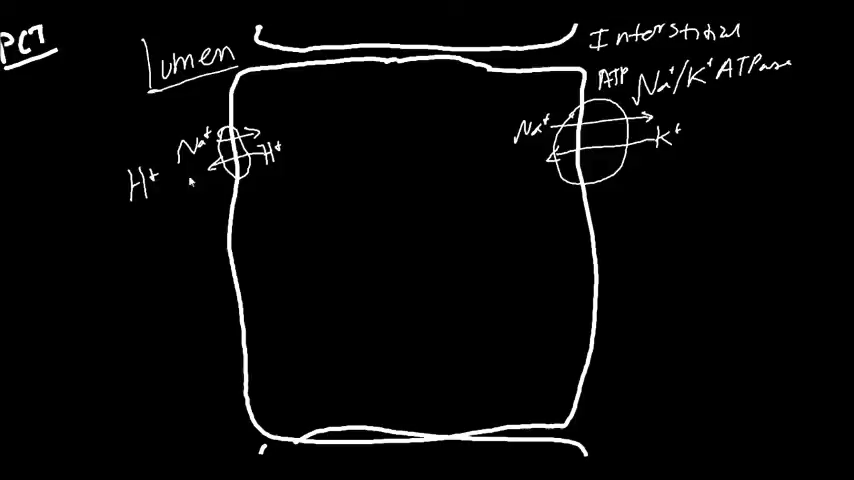 PCT
Lumen
Interstitial
ATP Na⁺/K⁺ ATPase
Na⁺
H⁺
H⁺
Na⁺
K⁺